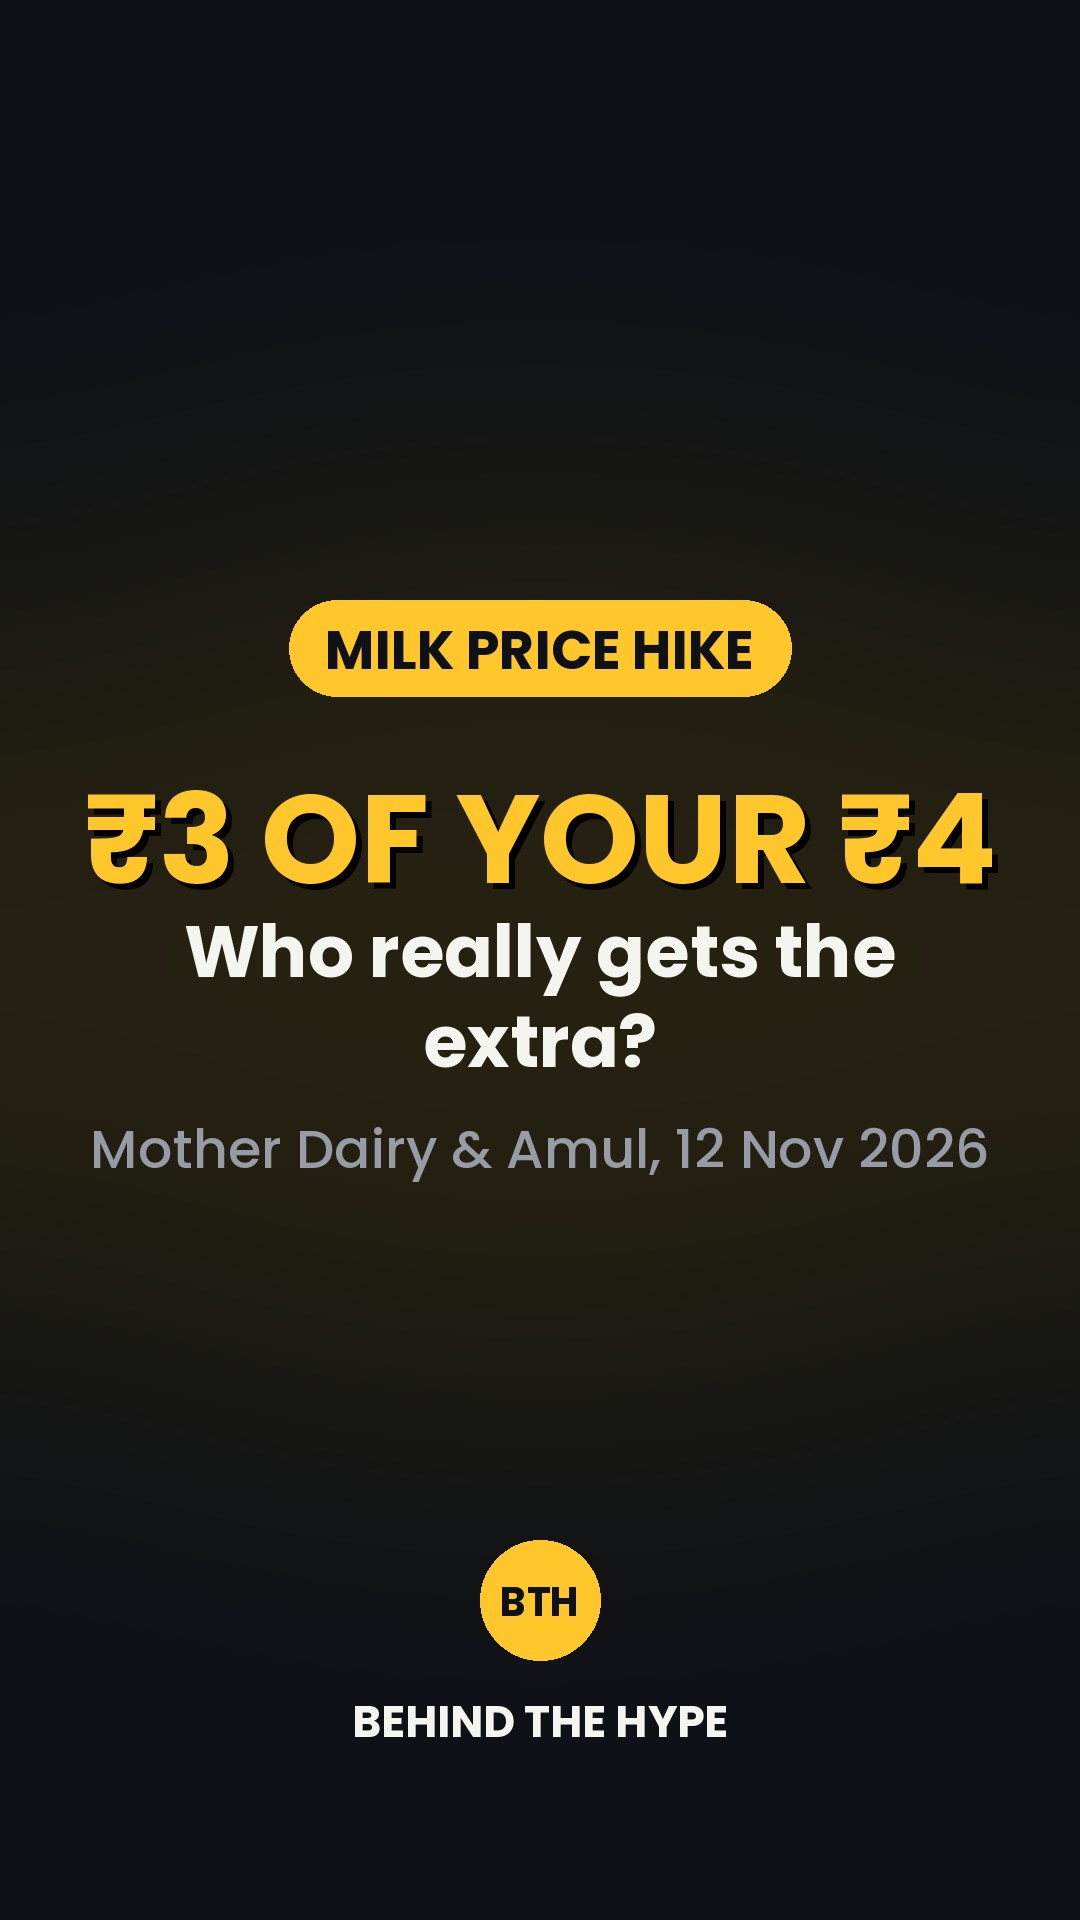 MILK PRICE HIKE
₹3 OF YOUR ₹4
Who really gets the
extra?
Mother Dairy & Amul, 12 Nov 2026
BTH
BEHIND THE HYPE